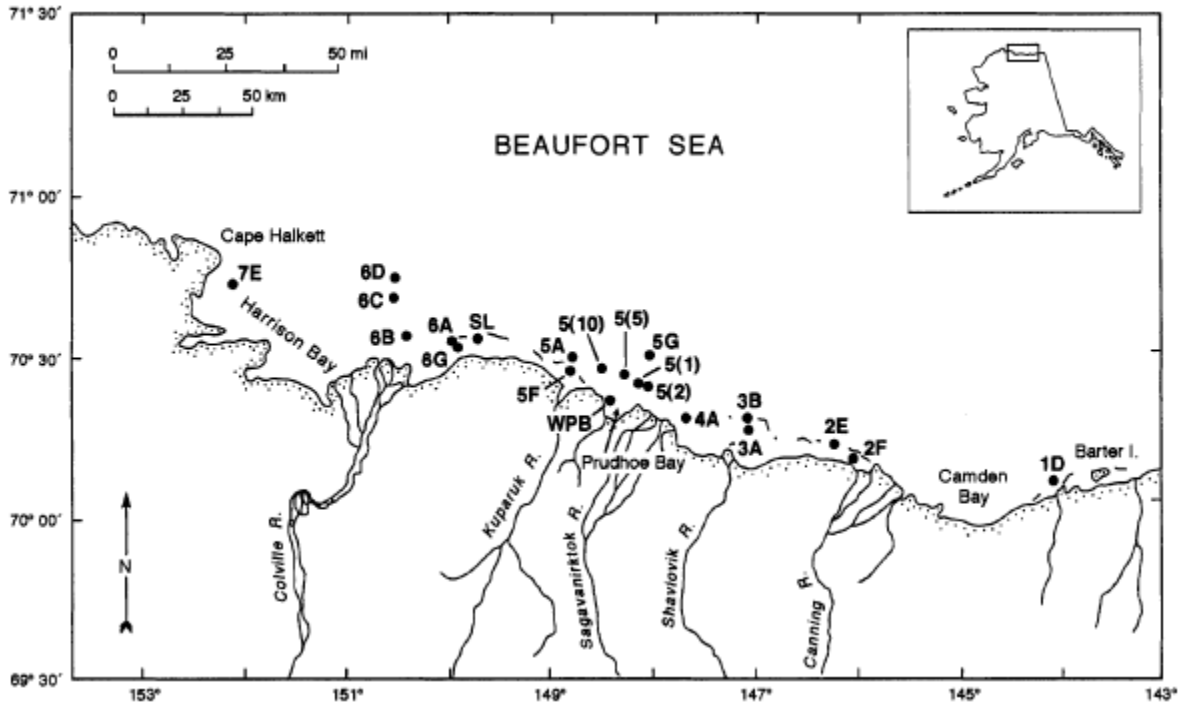 71° 30′
0 25 50 mi
0 25 50 km
BEAUFORT SEA
71° 00′
Cape Halkett
7E
6D
6C
Harrison Bay
6B
6A
SL
6G
5(10)
5(5)
5A
5G
5(1)
5F
5(2)
70° 30′
WPB
4A
3B
3A
2E
2F
Prudhoe Bay
Camden
Bay
1D
Barter I.
70° 00′
N
Colville R.
Kuparuk R.
Sagavanirktok R.
Shaviovik R.
Canning R.
69° 30′
153° 151° 149° 147° 145° 143°